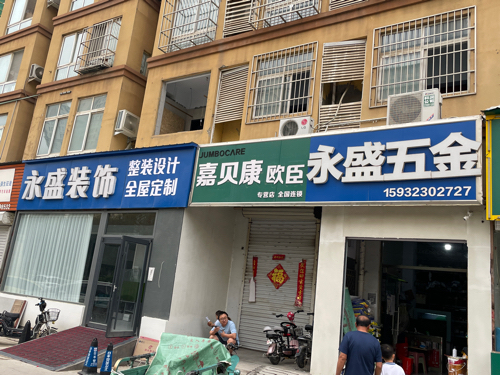 永盛装饰
整装设计
全屋定制
JUMBOCARE
嘉贝康 欧臣
专营店 全国连锁
永盛五金
15932302727
福